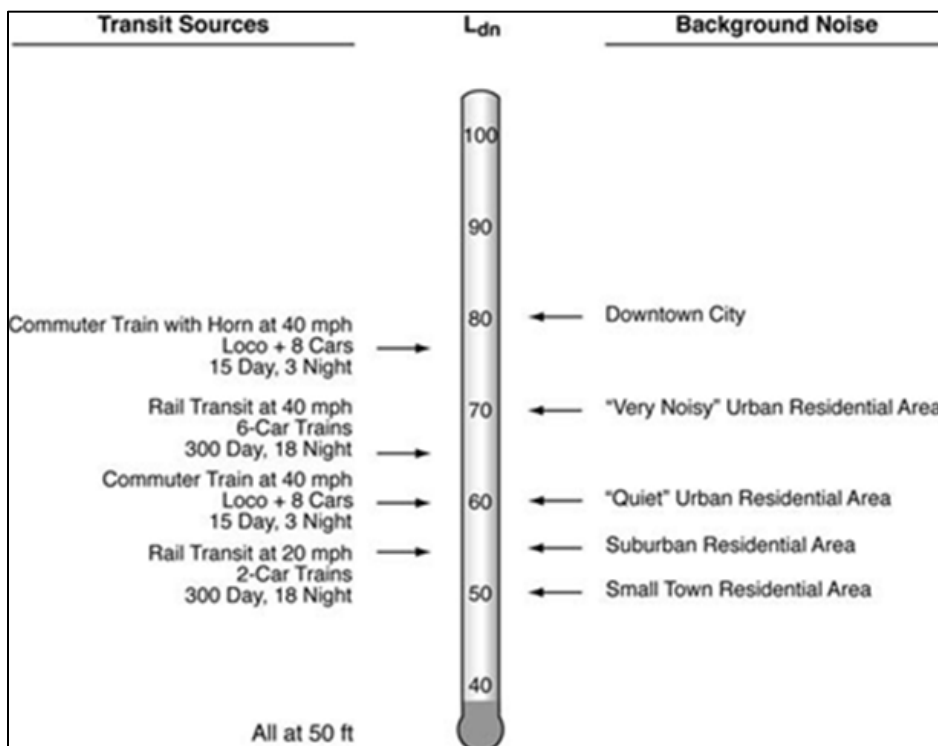 Transit Sources
Ldn
Background Noise
100
90
80
70
60
50
40
Commuter Train with Horn at 40 mph
Loco + 8 Cars
15 Day, 3 Night
Rail Transit at 40 mph
6-Car Trains
300 Day, 18 Night
Commuter Train at 40 mph
Loco + 8 Cars
15 Day, 3 Night
Rail Transit at 20 mph
2-Car Trains
300 Day, 18 Night
All at 50 ft
Downtown City
“Very Noisy” Urban Residential Area
“Quiet” Urban Residential Area
Suburban Residential Area
Small Town Residential Area